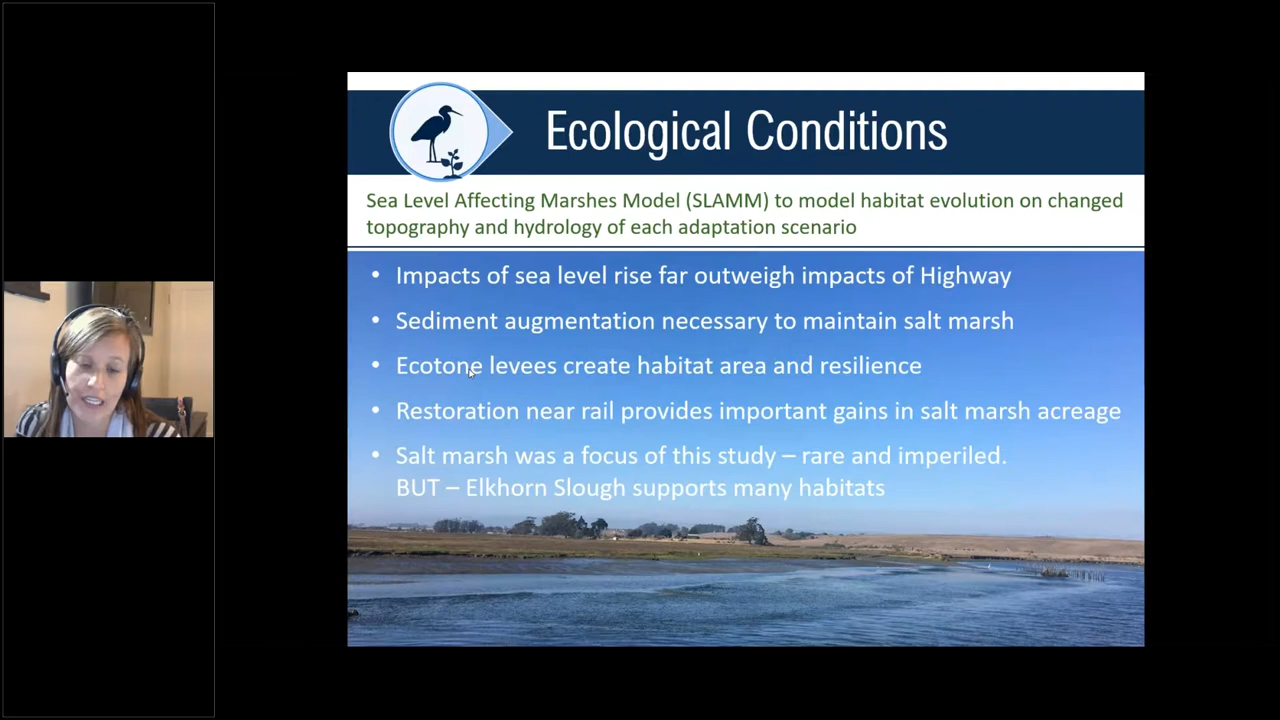 Ecological Conditions
Sea Level Affecting Marshes Model (SLAMM) to model habitat evolution on changed
topography and hydrology of each adaptation scenario
• Impacts of sea level rise far outweigh impacts of Highway
• Sediment augmentation necessary to maintain salt marsh
• Ecotone levees create habitat area and resilience
• Restoration near rail provides important gains in salt marsh acreage
• Salt marsh was a focus of this study – rare and imperiled.
BUT – Elkhorn Slough supports many habitats